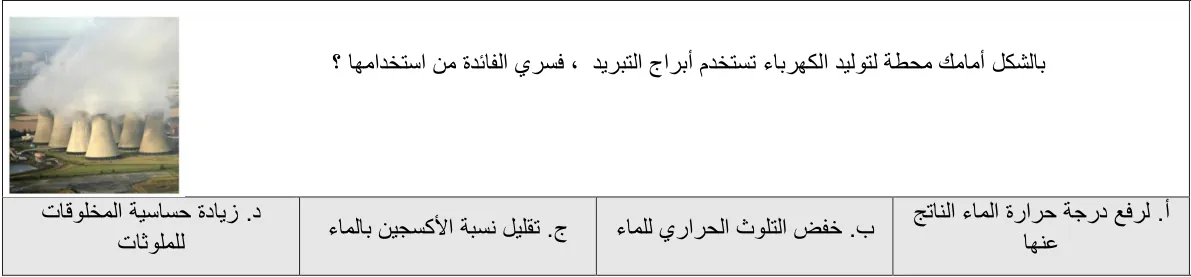 بالشكل أمامك محطة لتوليد الكهرباء تستخدم أبراج التبريد ، فسري الفائدة من استخدامها ؟
أ. لرفع درجة حرارة الماء الناتج
عنها
ب. خفض التلوث الحراري للماء
ج. تقليل نسبة الأكسجين بالماء
د. زيادة حساسية المخلوقات
للملوثات